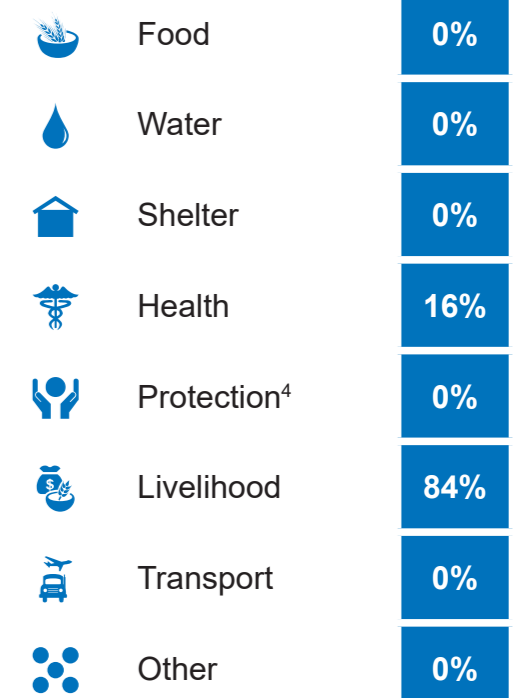 Food 0%
Water 0%
Shelter 0%
Health 16%
Protection⁴ 0%
$ Livelihood 84%
Transport 0%
Other 0%